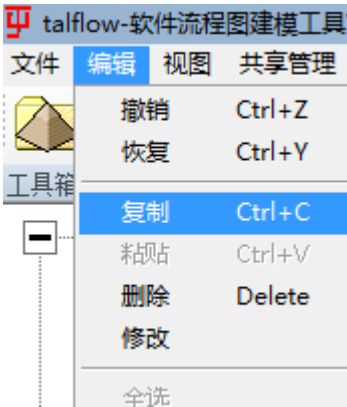 talflow-软件流程图建模工具
文件 编辑 视图 共享管理
撤销 Ctrl+Z
恢复 Ctrl+Y
工具箱
复制 Ctrl+C
粘贴 Ctrl+V
删除 Delete
修改
全选